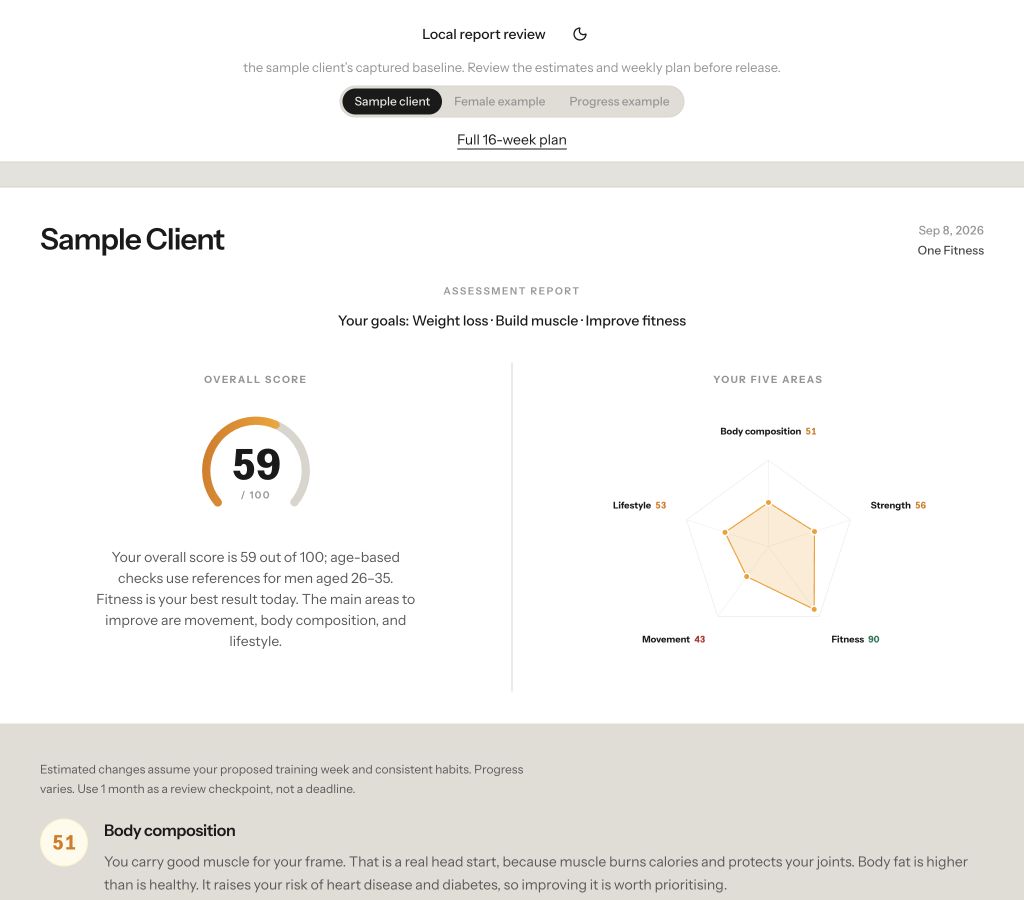 Local report review
the sample client's captured baseline. Review the estimates and weekly plan before release.
Sample client
Female example
Progress example
Full 16-week plan
Sample Client
Sep 8, 2026
One Fitness
ASSESSMENT REPORT
Your goals: Weight loss · Build muscle · Improve fitness
OVERALL SCORE
59
/ 100
Your overall score is 59 out of 100; age-based
checks use references for men aged 26–35.
Fitness is your best result today. The main areas to
improve are movement, body composition, and
lifestyle.
YOUR FIVE AREAS
Body composition 51
Lifestyle 53
Strength 56
Movement 43
Fitness 90
Estimated changes assume your proposed training week and consistent habits. Progress
varies. Use 1 month as a review checkpoint, not a deadline.
51
Body composition
You carry good muscle for your frame. That is a real head start, because muscle burns calories and protects your joints. Body fat is higher
than is healthy. It raises your risk of heart disease and diabetes, so improving it is worth prioritising.